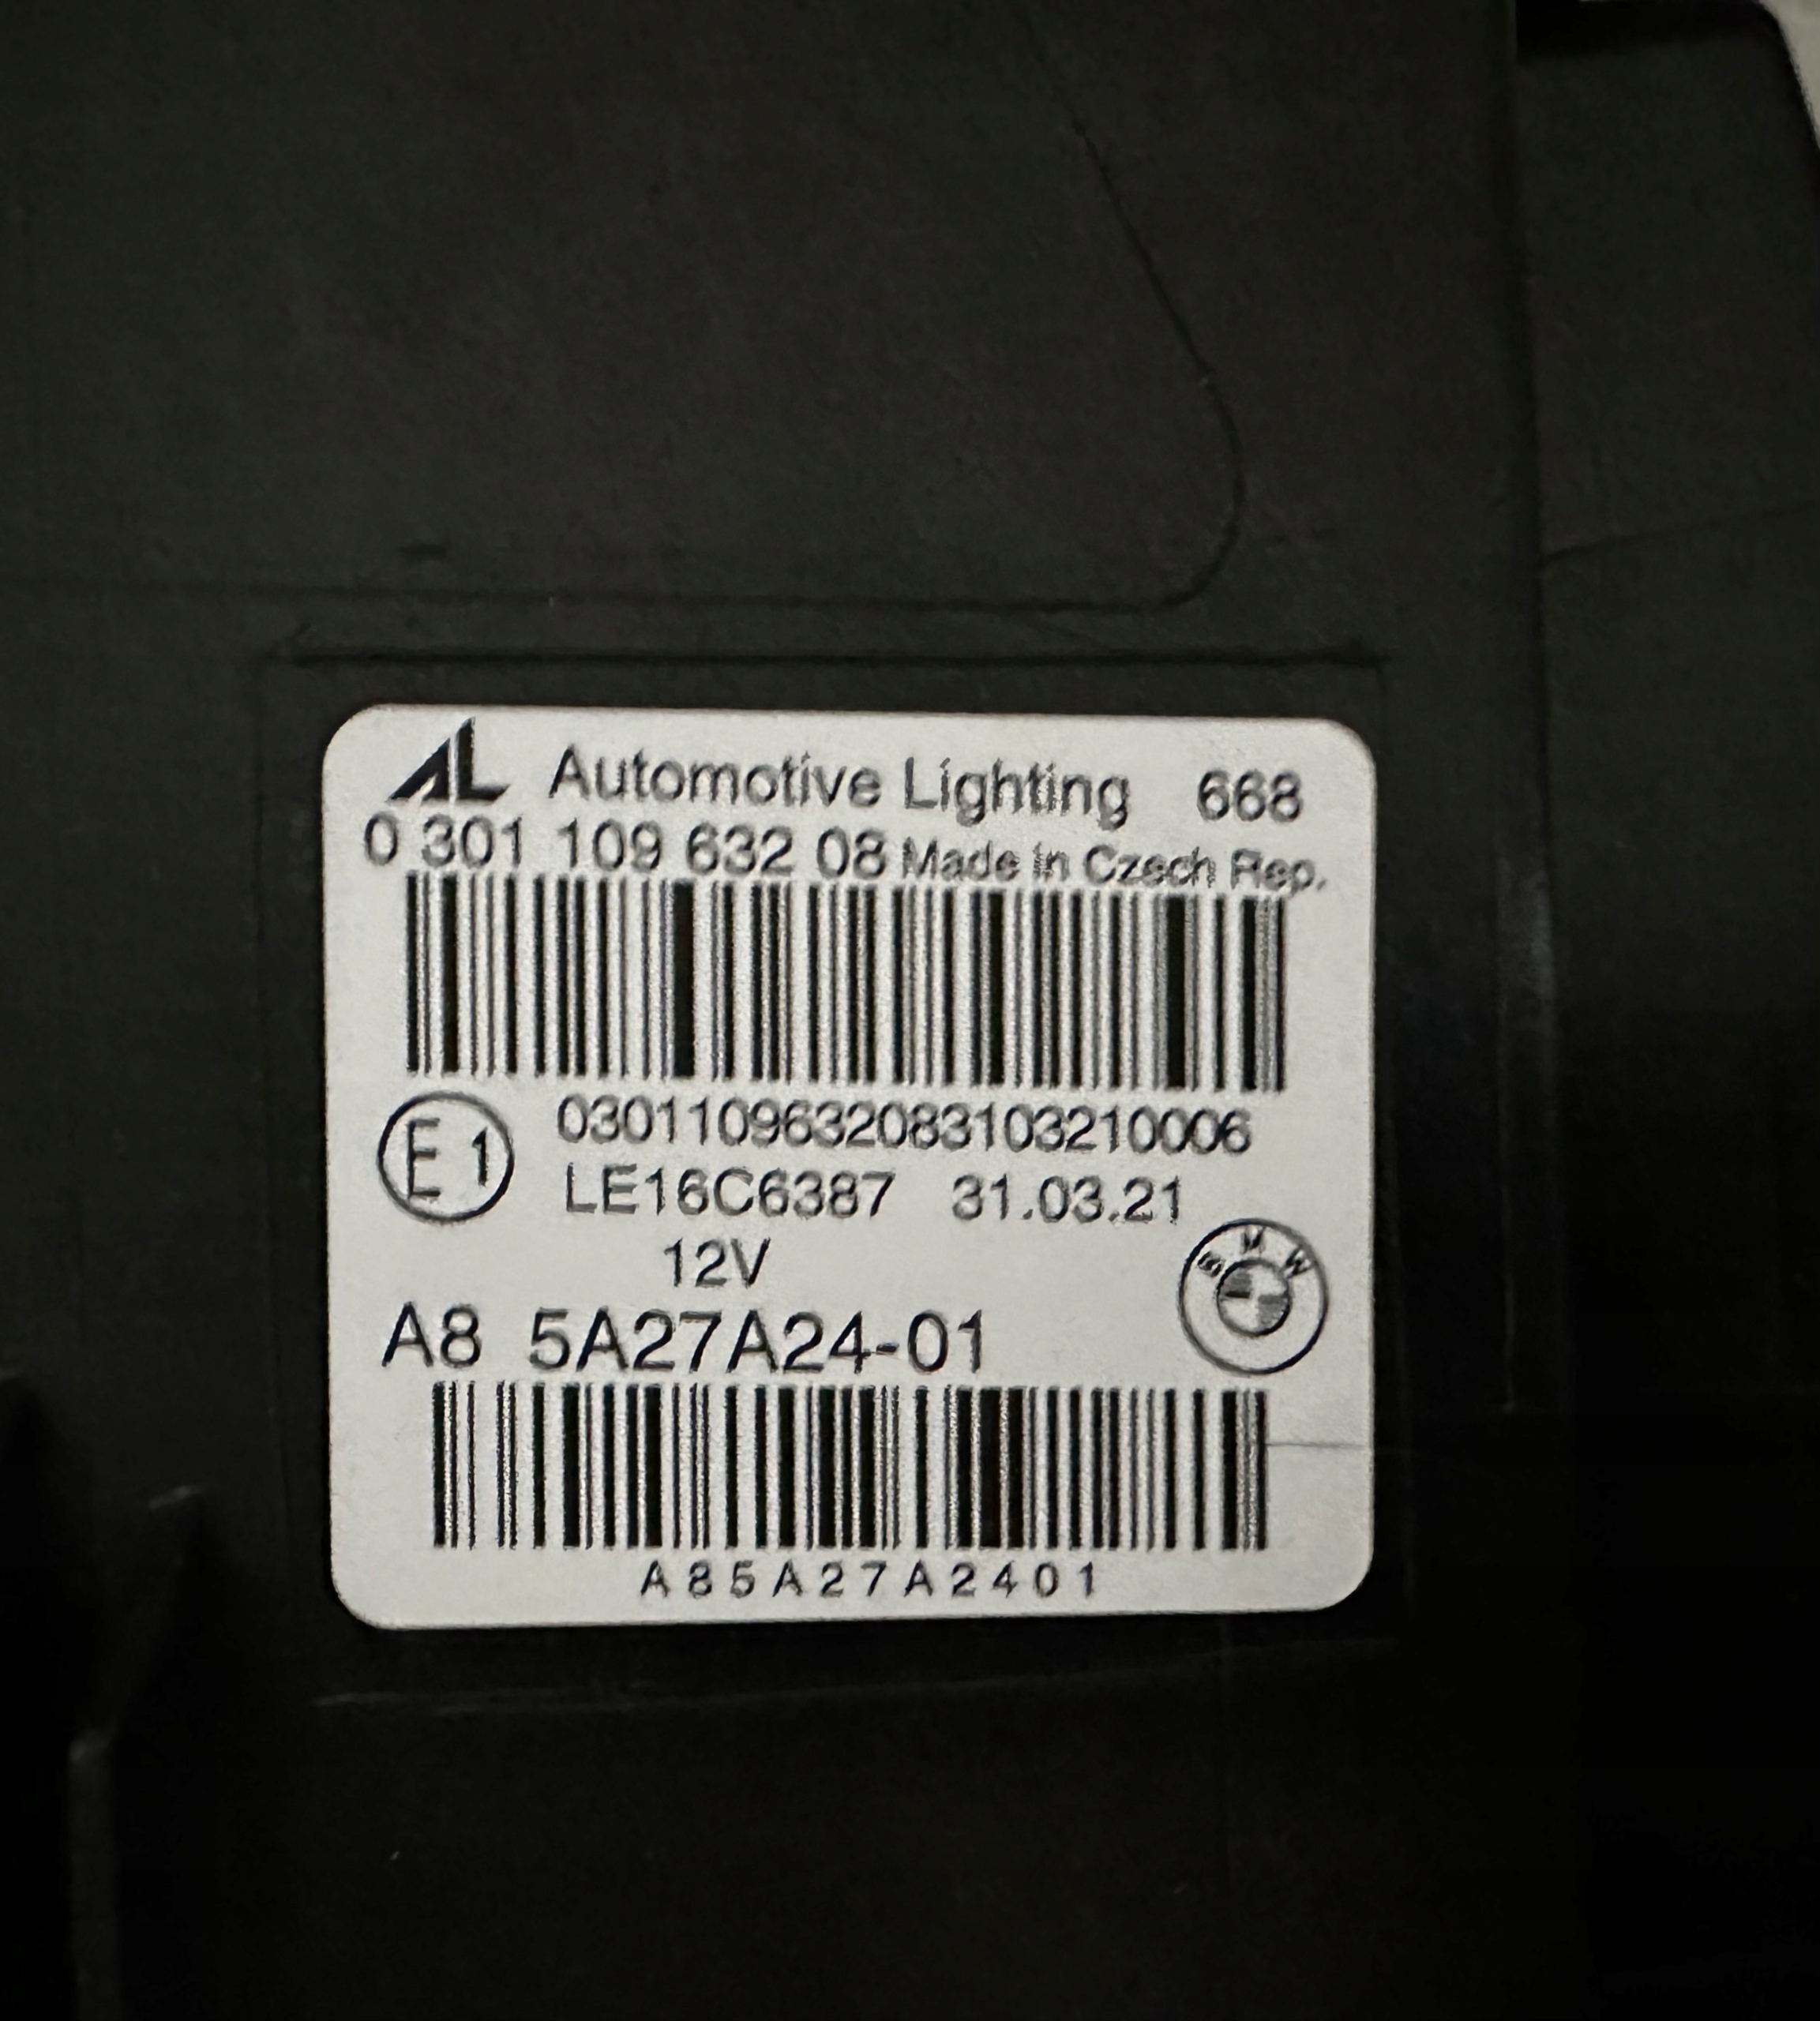 AL Automotive Lighting 668
0 301 109 632 08 Made in Czech Rep.
0301109632083103210006
E1
LE16C6387 31.03.21
12V
BMW
A8 5A27A24-01
A85A27A2401